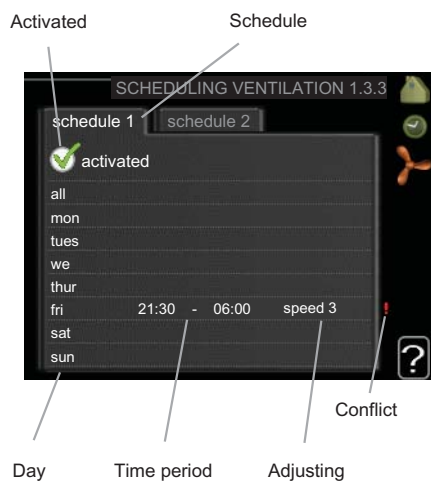 Activated Schedule
SCHEDULING VENTILATION 1.3.3
schedule 1 schedule 2
activated
all
mon
tues
we
thur
fri 21:30 - 06:00 speed 3 !
sat
sun
?
Conflict
Day Time period Adjusting